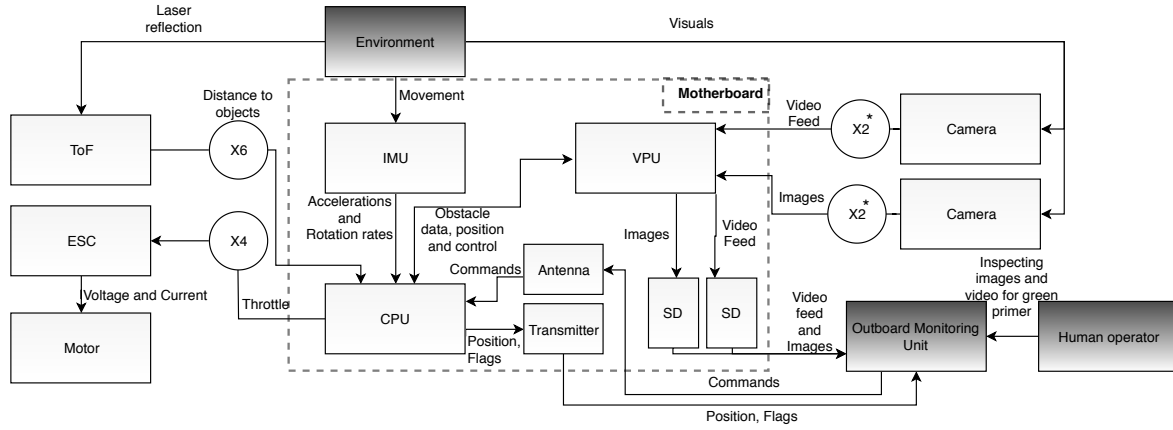 Laser
reflection
Environment
Visuals
Movement
Motherboard
Distance to
objects
Video
Feed
X2 *
Camera
ToF
X6
IMU
VPU
Images
X2 *
Camera
Accelerations
and
Rotation rates
Obstacle
data, position
and control
ESC
X4
Images
Video
Feed
Commands
Antenna
Inspecting
images and
video for green
primer
Voltage and Current
Throttle
CPU
SD
SD
Video
feed
and
Images
Motor
Position,
Flags
Transmitter
Outboard Monitoring
Unit
Human operator
Commands
Position, Flags